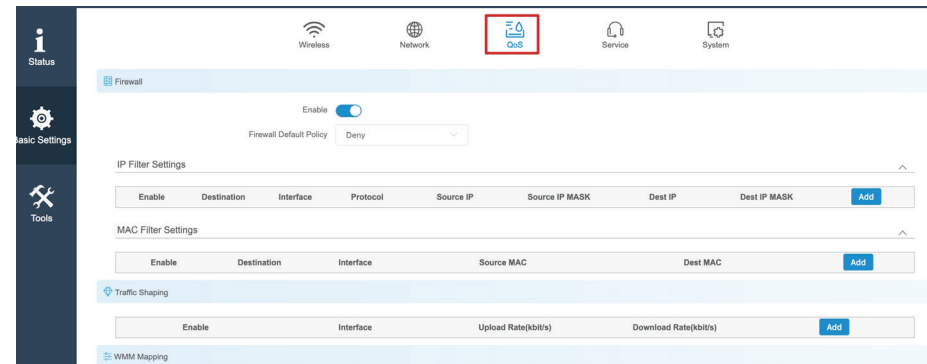 Status
Basic Settings
Tools
Wireless Network QoS Service System
Firewall
Enable
Firewall Default Policy Deny
IP Filter Settings
Enable Destination Interface Protocol Source IP Source IP MASK Dest IP Dest IP MASK Add
MAC Filter Settings
Enable Destination Interface Source MAC Dest MAC Add
Traffic Shaping
Enable Interface Upload Rate(kbit/s) Download Rate(kbit/s) Add
WMM Mapping